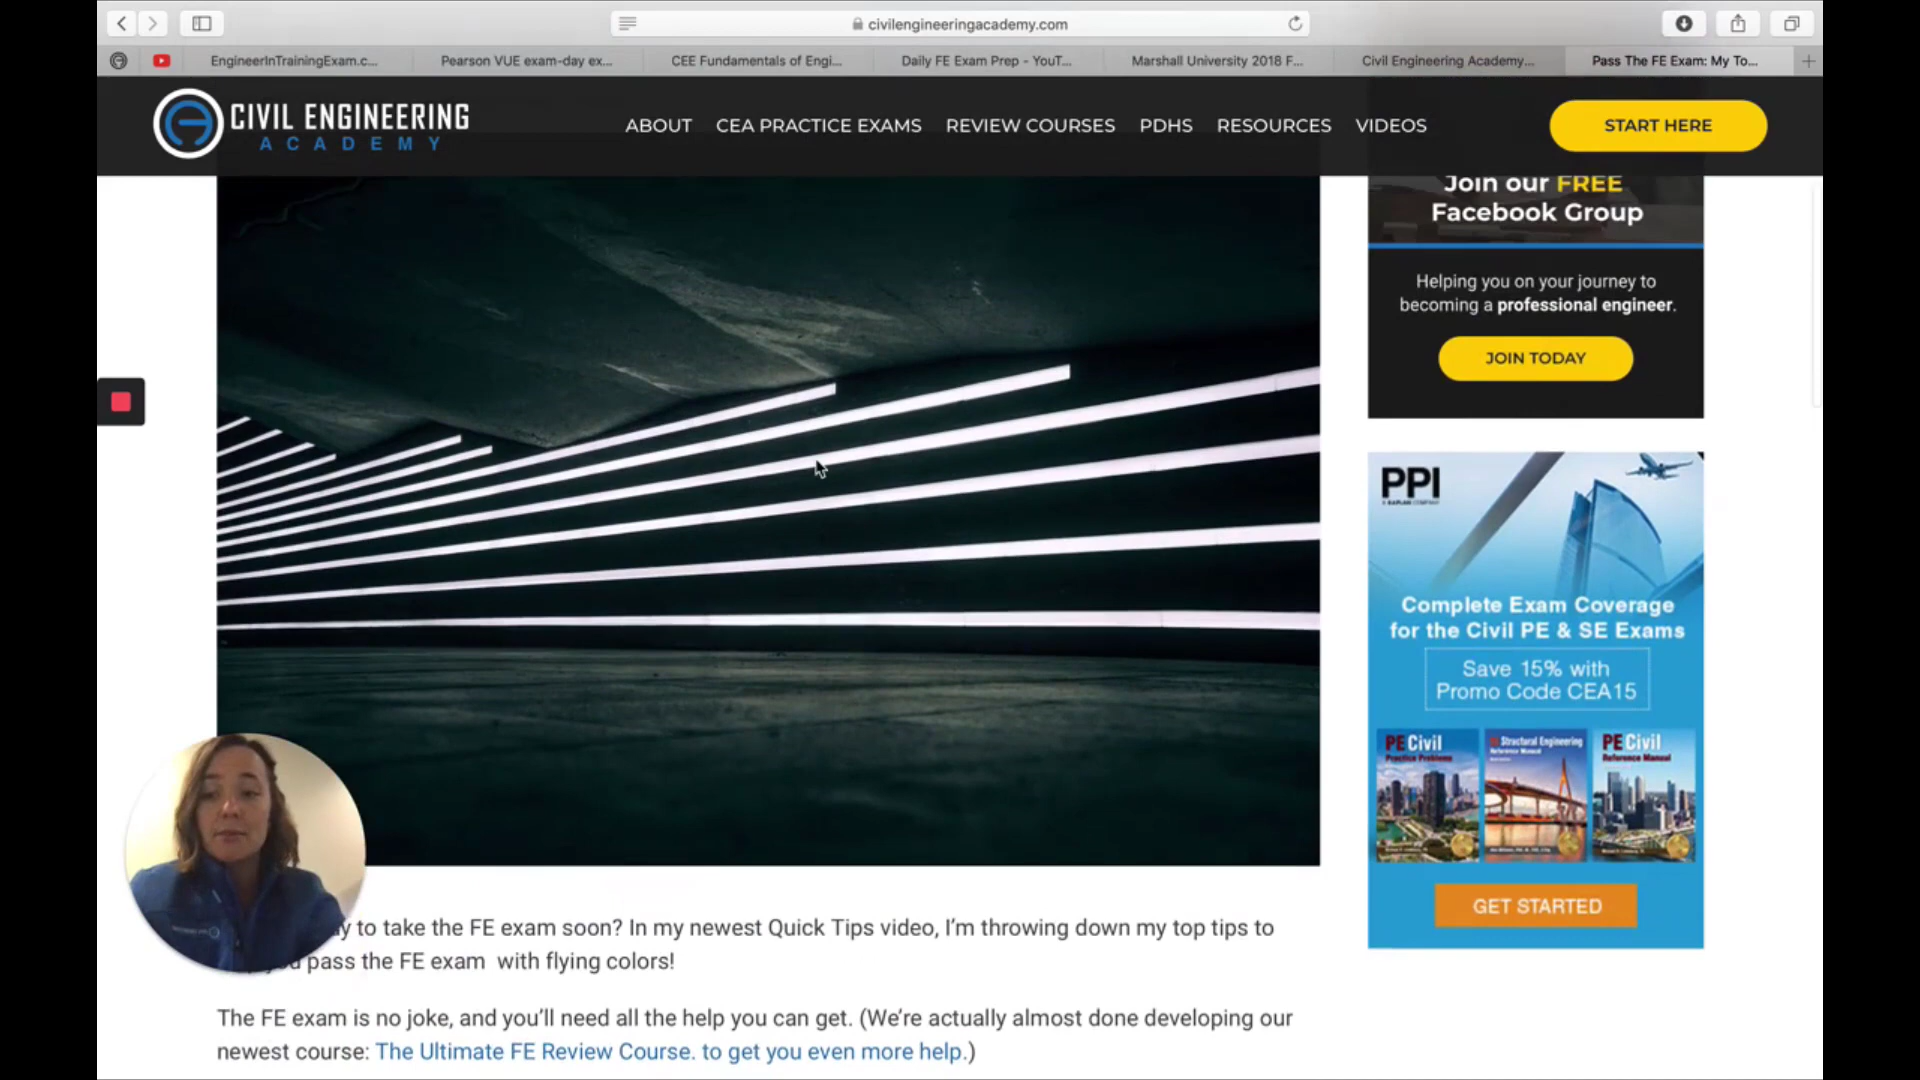 civilengineeringacademy.com
EngineerInTrainingExam.c...
Pearson VUE exam-day ex...
CEE Fundamentals of Engi...
Daily FE Exam Prep - YouT...
Marshall University 2018 F...
Civil Engineering Academy...
Pass The FE Exam: My To...
CIVIL ENGINEERING
ACADEMY
ABOUT
CEA PRACTICE EXAMS
REVIEW COURSES
PDHS
RESOURCES
VIDEOS
START HERE
Join our FREE
Facebook Group
Helping you on your journey to
becoming a professional engineer.
JOIN TODAY
PPI
Complete Exam Coverage
for the Civil PE & SE Exams
Save 15% with
Promo Code CEA15
PE Civil
Practice Problems
Structural Engineering
Reference Manual
PE Civil
Reference Manual
GET STARTED
to take the FE exam soon? In my newest Quick Tips video, I'm throwing down my top tips to
pass the FE exam with flying colors!
The FE exam is no joke, and you'll need all the help you can get. (We're actually almost done developing our
newest course: The Ultimate FE Review Course. to get you even more help.)